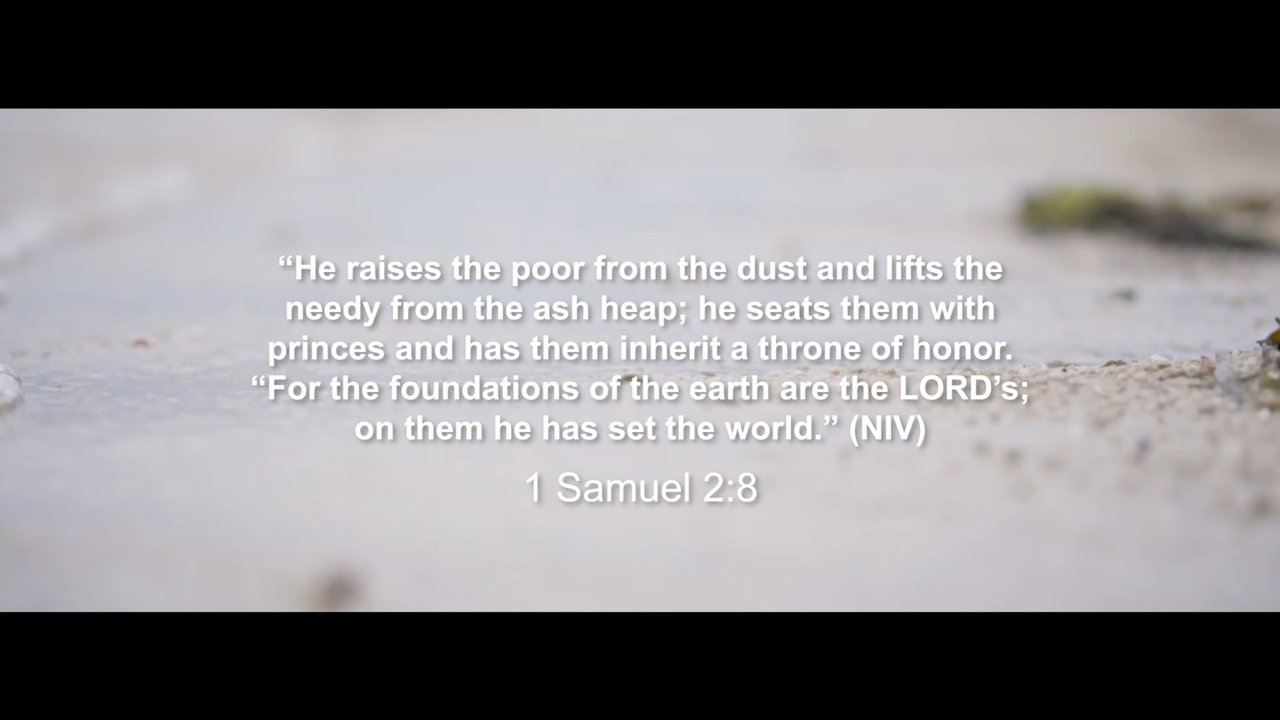 “He raises the poor from the dust and lifts the
needy from the ash heap; he seats them with
princes and has them inherit a throne of honor.
“For the foundations of the earth are the LORD’s;
on them he has set the world.” (NIV)
1 Samuel 2:8